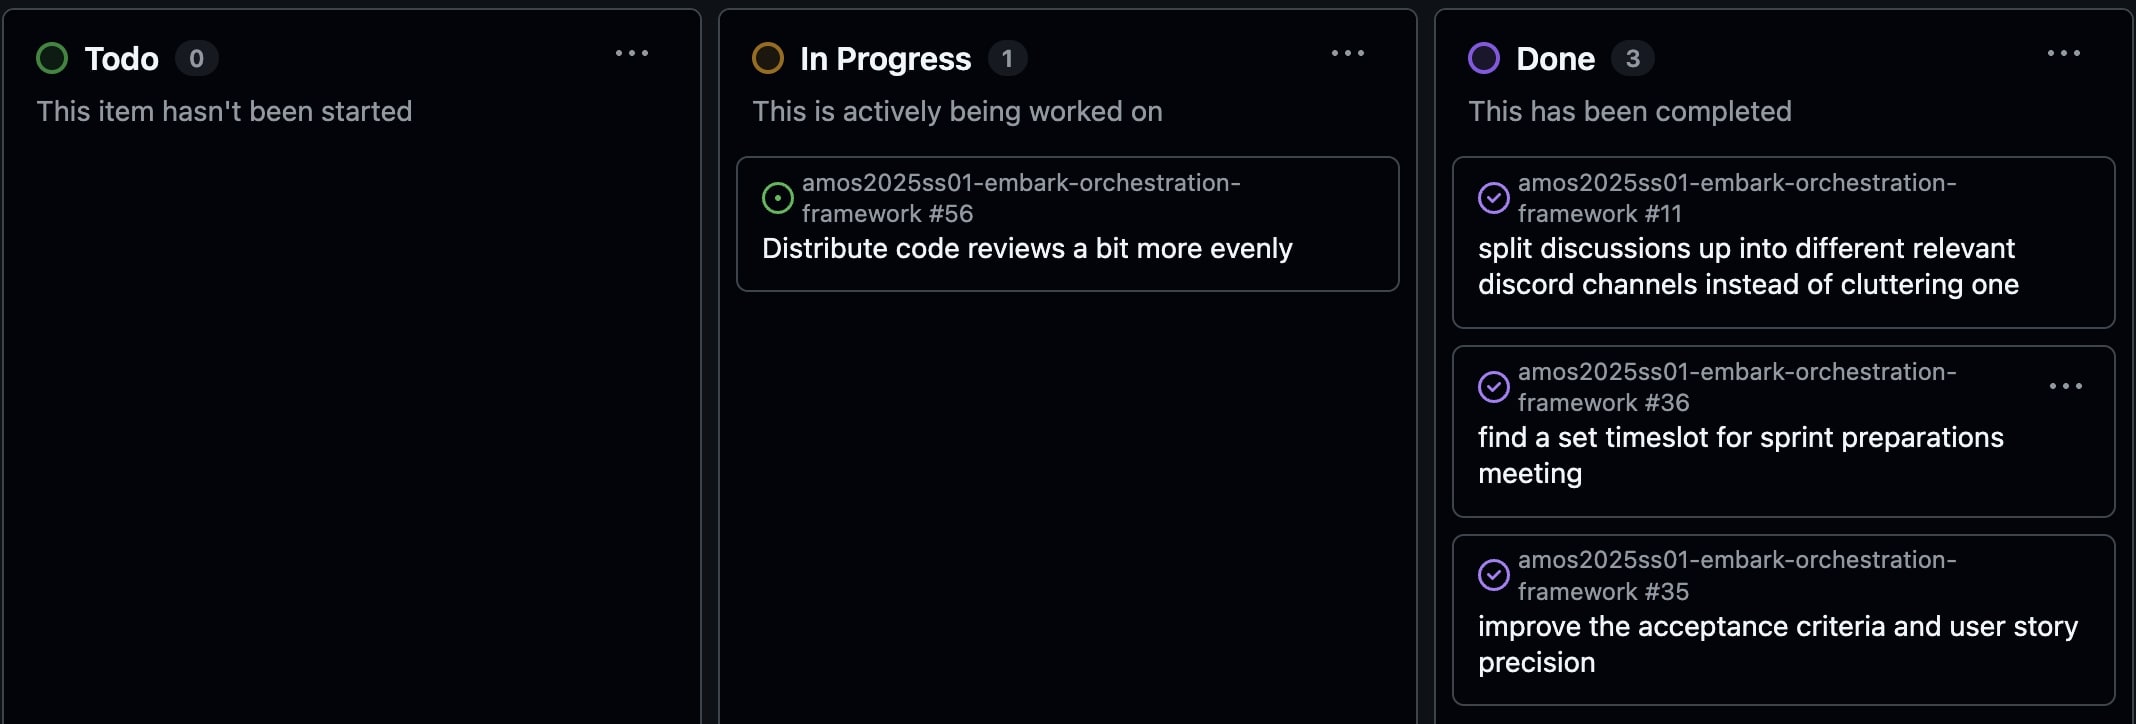 Todo 0
This item hasn't been started
In Progress 1
This is actively being worked on
amos2025ss01-embark-orchestration-
framework #56
Distribute code reviews a bit more evenly
Done 3
This has been completed
amos2025ss01-embark-orchestration-
framework #11
split discussions up into different relevant
discord channels instead of cluttering one
amos2025ss01-embark-orchestration-
framework #36
find a set timeslot for sprint preparations
meeting
amos2025ss01-embark-orchestration-
framework #35
improve the acceptance criteria and user story
precision